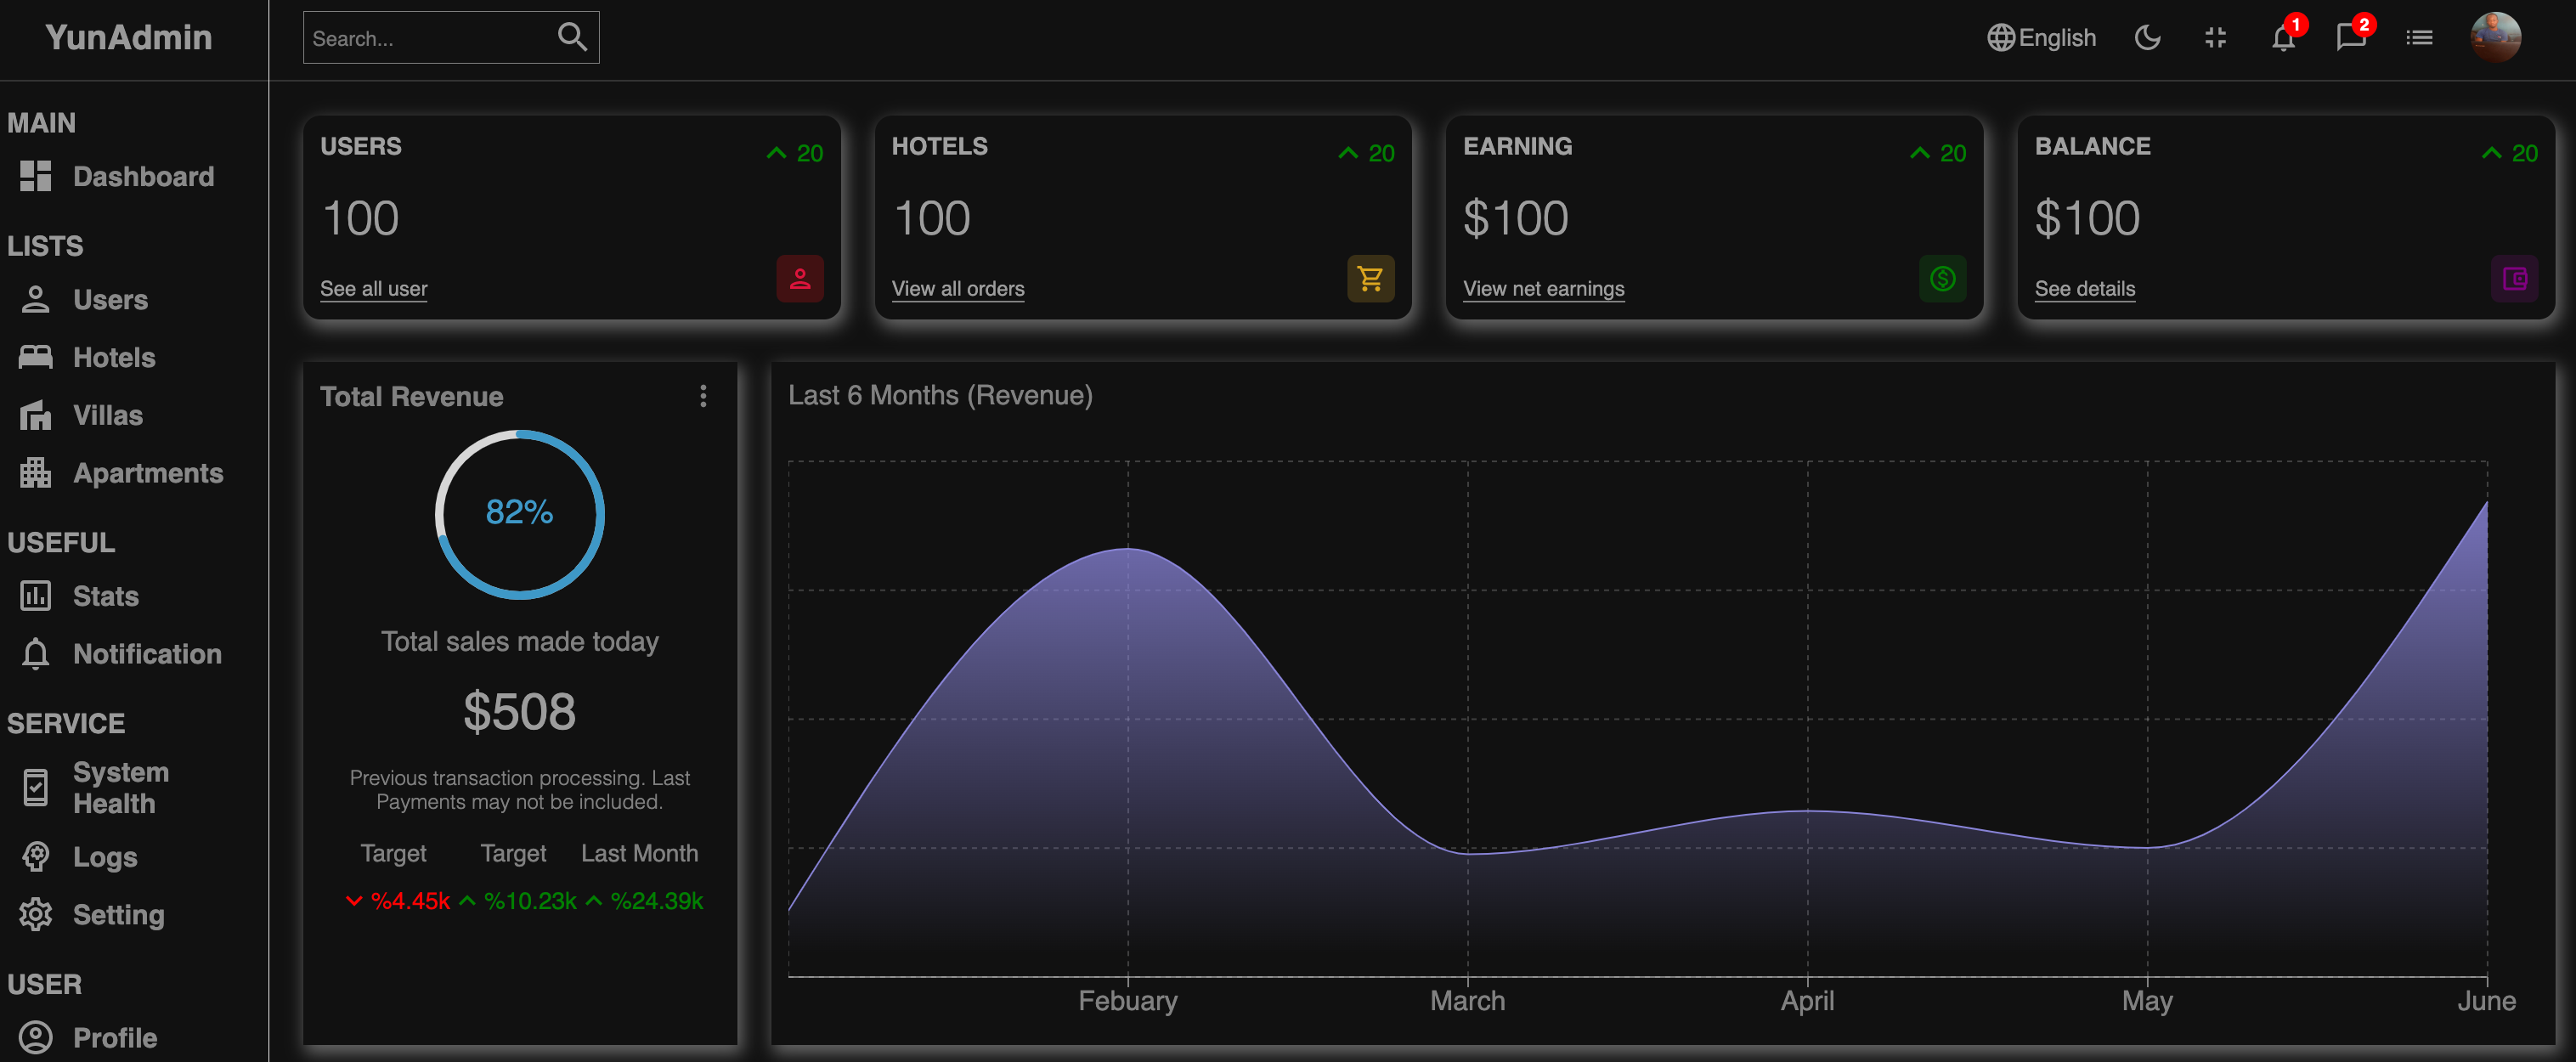 YunAdmin
Search...
English
1
2
MAIN
Dashboard
LISTS
Users
Hotels
Villas
Apartments
USEFUL
Stats
Notification
SERVICE
System
Health
Logs
Setting
USER
Profile
USERS
20
100
See all user
HOTELS
20
100
View all orders
EARNING
20
$100
View net earnings
BALANCE
20
$100
See details
Total Revenue
82%
Total sales made today
$508
Previous transaction processing. Last
Payments may not be included.
Target Target Last Month
%4.45k %10.23k %24.39k
Last 6 Months (Revenue)
Febuary March April May June